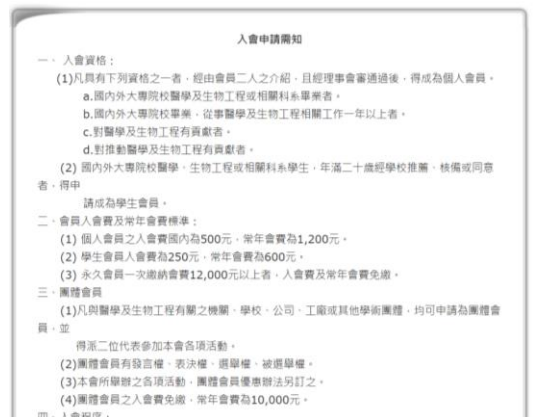 入會申請需知
一． 入會資格：
(1)凡具有下列資格之一者，經由會員二人之介紹，且經理事會審通過後，得成為個人會員。
a.國內外大專院校醫學及生物工程或相關科系畢業者。
b.國內外大專院校畢業，從事醫學及生物工程相關工作一年以上者。
c.對醫學及生物工程有貢獻者。
d.對推動醫學及生物工程有貢獻者。
(2) 國內外大專院校醫學、生物工程或相關科系學生，年滿二十歲經學校推薦、核備或同意
者，得申
請成為學生會員。
二．會員入會費及常年會費標準：
(1) 個人會員之入會費國內為500元，常年會費為1,200元。
(2) 學生會員入會費為250元，常年會費為600元。
(3) 永久會員一次繳納會費12,000元以上者，入會費及常年會費免繳。
三．團體會員
(1)凡與醫學及生物工程有關之機關、學校、公司、工廠或其他學術團體，均可申請為團體會
員，並
得派二位代表參加本會各項活動。
(2)團體會員有發言權、表決權、選舉權、被選舉權。
(3)本會所舉辦之各項活動，團體會員優惠辦法另訂之。
(4)團體會員之入會費免繳，常年會費為10,000元。
四．入會程序：